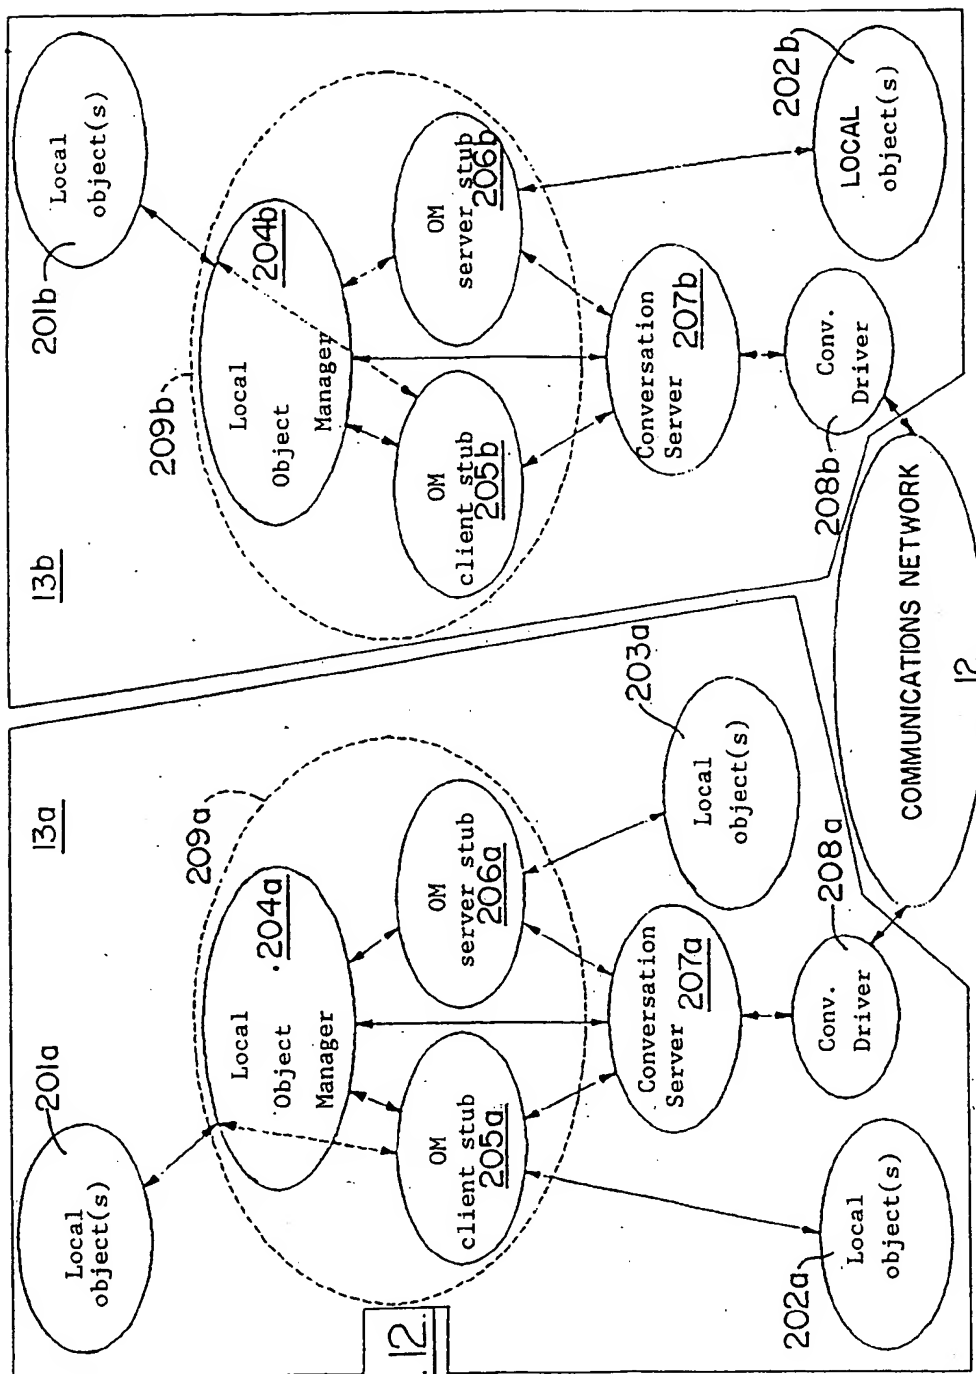 13a
201a
Local
object(s)
209a
Local
Object
Manager
204a
OM
client stub
205a
OM
server stub
206a
Conversation
Server 207a
203a
Local
object(s)
202a
Local
object(s)
Conv.
Driver
208a
12
13b
209b
201b
Local
object(s)
Local
Object
Manager
204b
OM
client stub
205b
OM
server stub
206b
Conversation
Server 207b
202b
LOCAL
object(s)
Conv.
Driver
208b
COMMUNICATIONS NETWORK
12